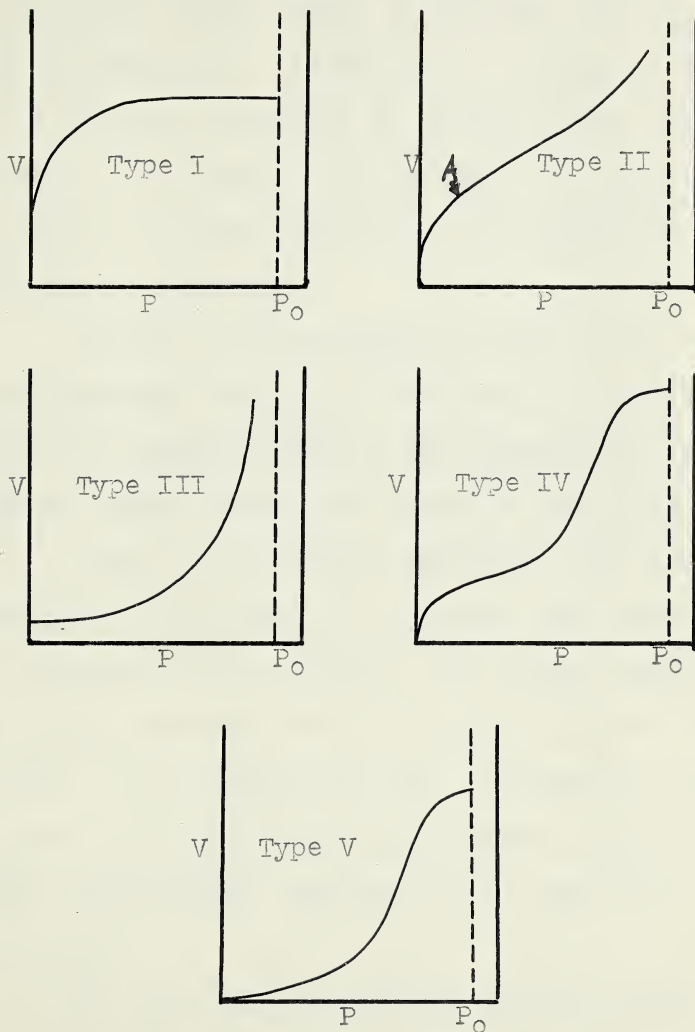 V Type I
P P₀
A
V Type II
P P₀
V Type III
P P₀
V Type IV
P P₀
V Type V
P P₀